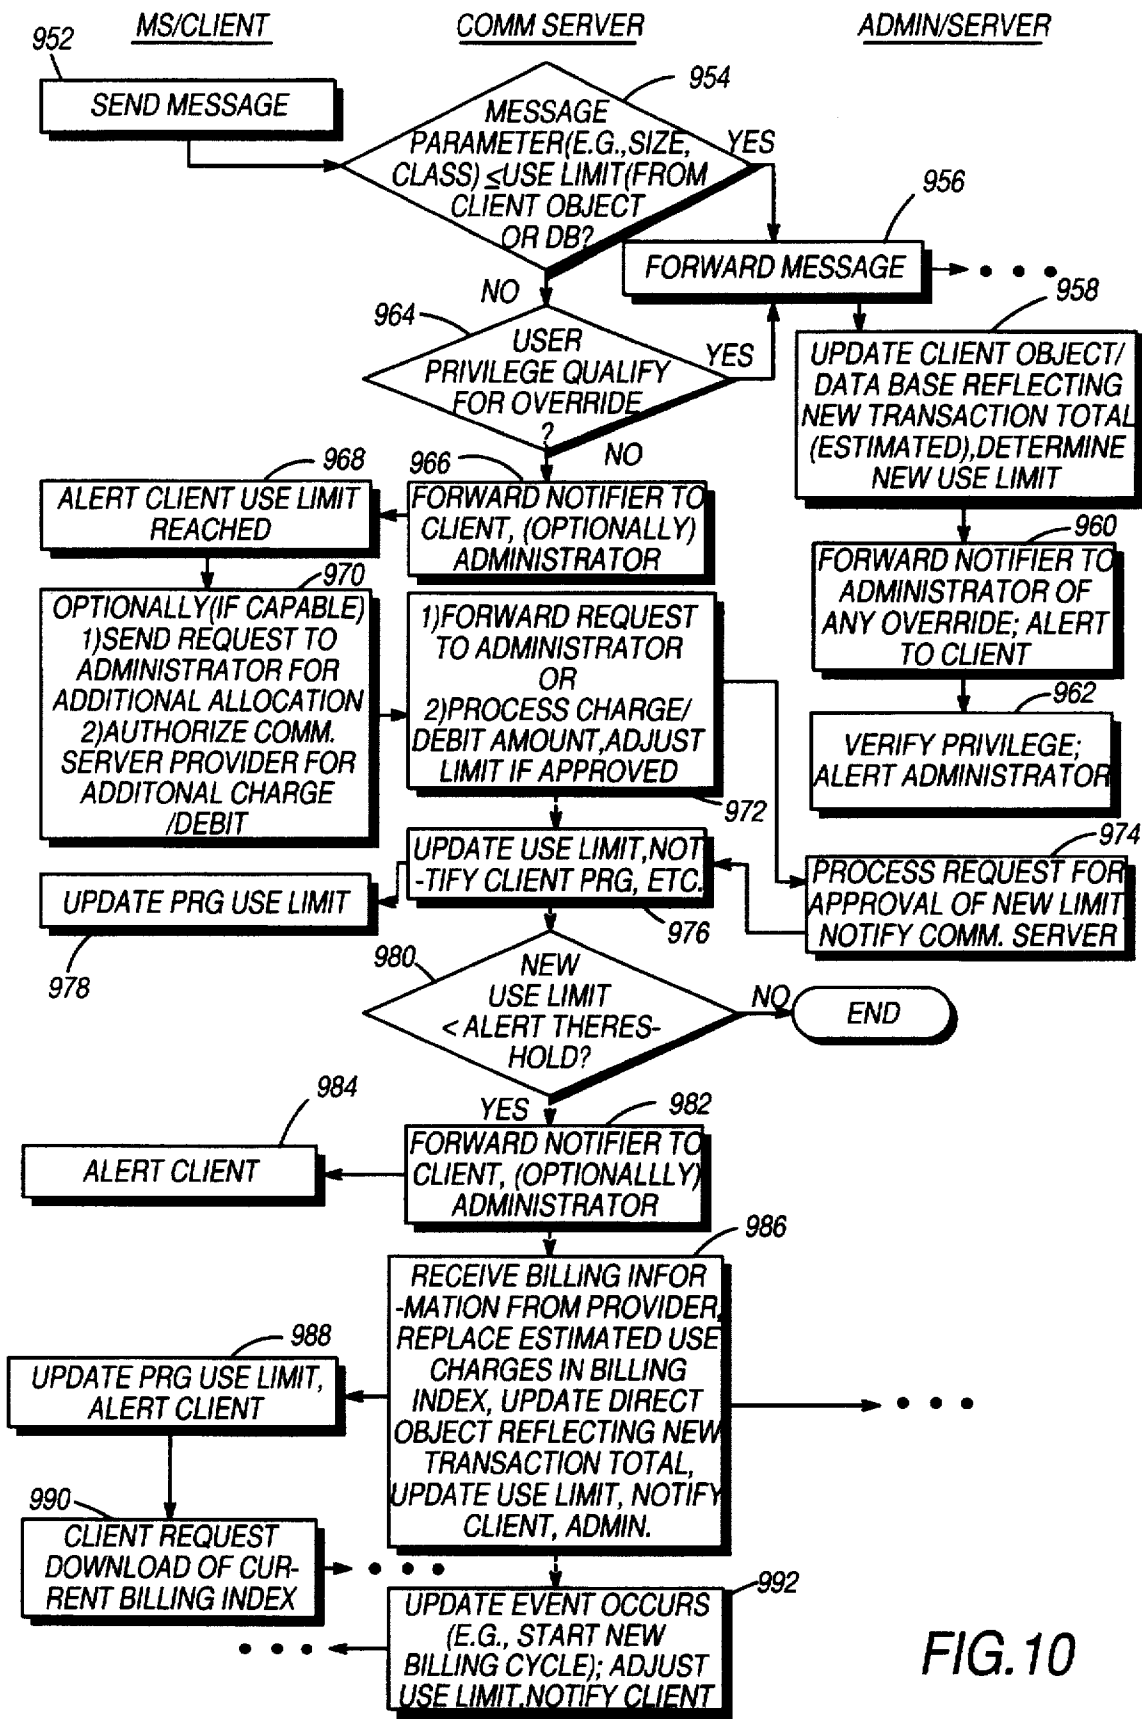 MS/CLIENT
COMM SERVER
ADMIN/SERVER
952
SEND MESSAGE
954
MESSAGE
PARAMETER(E.G.,SIZE,
CLASS) ≤USE LIMIT(FROM
CLIENT OBJECT
OR DB?
YES
NO
956
FORWARD MESSAGE
958
UPDATE CLIENT OBJECT/
DATA BASE REFLECTING
NEW TRANSACTION TOTAL
(ESTIMATED),DETERMINE
NEW USE LIMIT
964
USER
PRIVILEGE QUALIFY
FOR OVERRIDE
?
YES
NO
960
FORWARD NOTIFIER TO
ADMINISTRATOR OF
ANY OVERRIDE; ALERT
TO CLIENT
962
VERIFY PRIVILEGE;
ALERT ADMINISTRATOR
966
FORWARD NOTIFIER TO
CLIENT, (OPTIONALLY)
ADMINISTRATOR
968
ALERT CLIENT USE LIMIT
REACHED
970
OPTIONALLY(IF CAPABLE)
1)SEND REQUEST TO
ADMINISTRATOR FOR
ADDITIONAL ALLOCATION
2)AUTHORIZE COMM.
SERVER PROVIDER FOR
ADDITONAL CHARGE
/DEBIT
1)FORWARD REQUEST
TO ADMINISTRATOR
OR
2)PROCESS CHARGE/
DEBIT AMOUNT,ADJUST
LIMIT IF APPROVED
972
974
PROCESS REQUEST FOR
APPROVAL OF NEW LIMIT
NOTIFY COMM. SERVER
UPDATE USE LIMIT,NOT
-TIFY CLIENT PRG, ETC.
976
UPDATE PRG USE LIMIT
978
980
NEW
USE LIMIT
< ALERT THERES-
HOLD?
NO
END
YES
982
FORWARD NOTIFIER TO
CLIENT, (OPTIONALLLY)
ADMINISTRATOR
984
ALERT CLIENT
986
RECEIVE BILLING INFOR
-MATION FROM PROVIDER,
REPLACE ESTIMATED USE
CHARGES IN BILLING
INDEX, UPDATE DIRECT
OBJECT REFLECTING NEW
TRANSACTION TOTAL,
UPDATE USE LIMIT, NOTIFY
CLIENT, ADMIN.
988
UPDATE PRG USE LIMIT,
ALERT CLIENT
990
CLIENT REQUEST
DOWNLOAD OF CUR-
RENT BILLING INDEX
992
UPDATE EVENT OCCURS
(E.G., START NEW
BILLING CYCLE); ADJUST
USE LIMIT,NOTIFY CLIENT
FIG.10